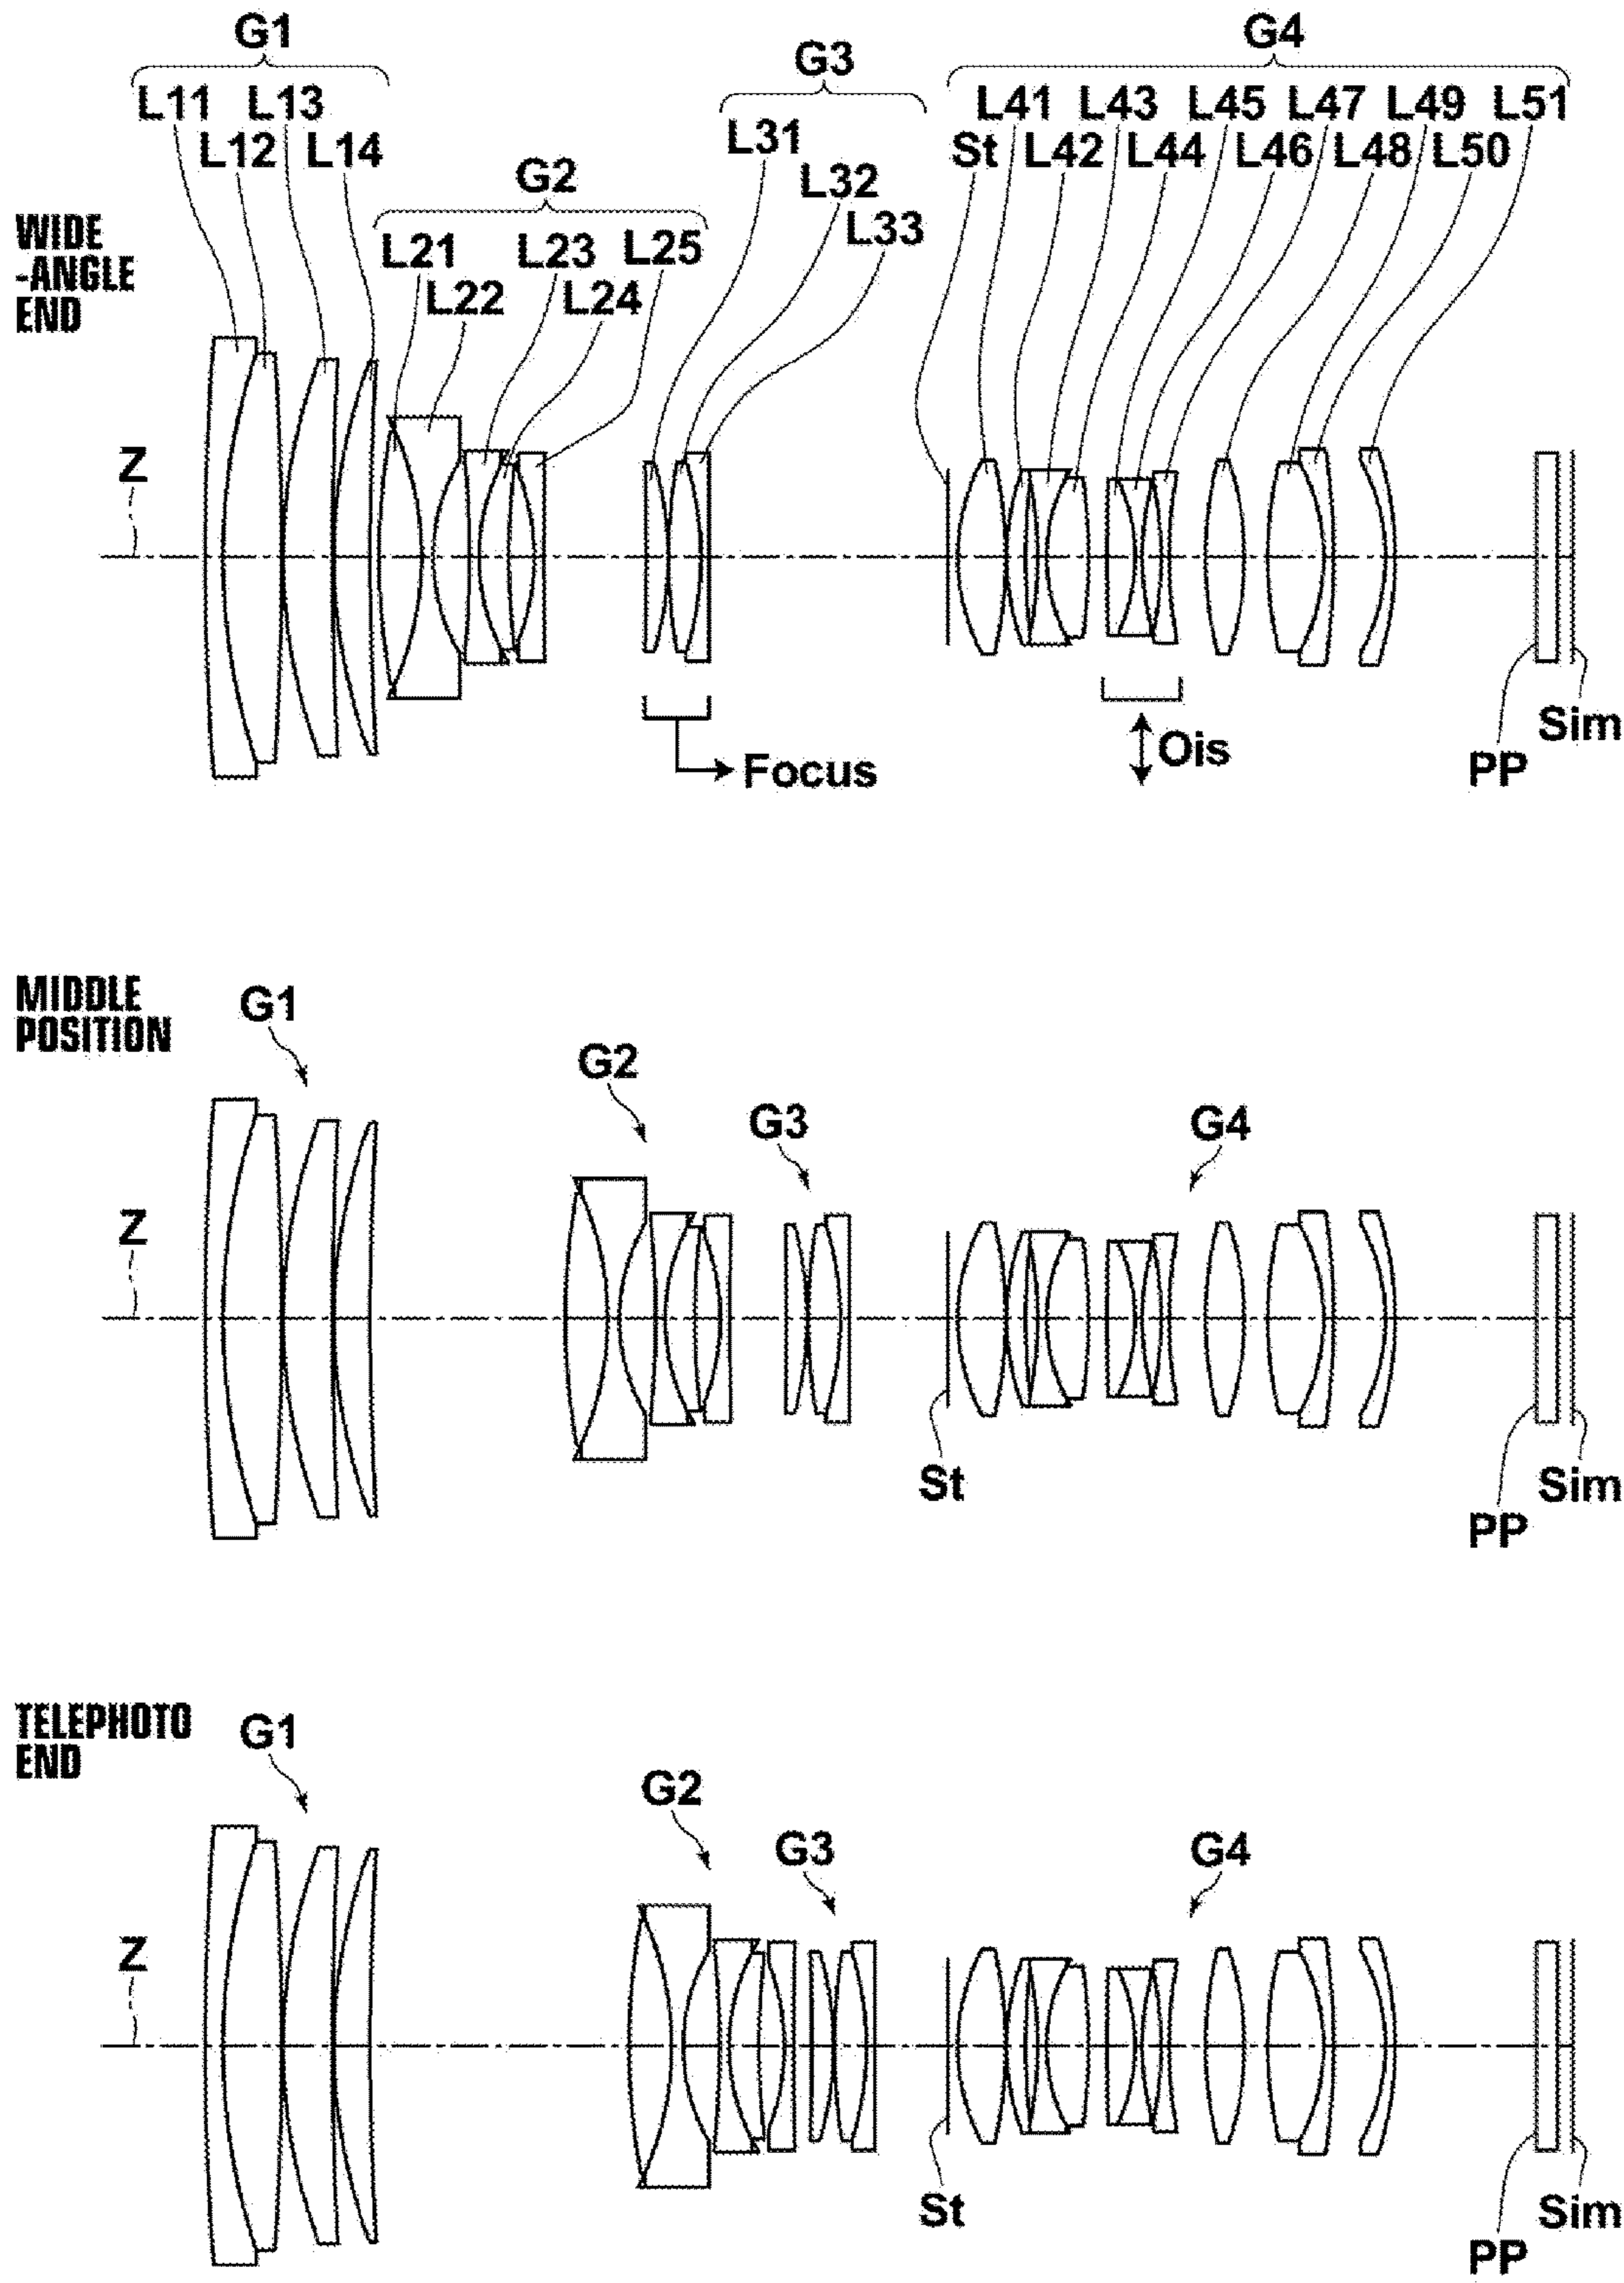 G1
G3
G4
L11
L13
L12
L14
L31
L32
L33
L41
L43
L45
L47
L49
L51
St
L42
L44
L46
L48
L50
G2
L21
L23
L25
L22
L24
WIDE
-ANGLE
END
Z
Focus
Ois
PP
Sim
MIDDLE
POSITION
G1
G2
G3
G4
Z
St
PP
Sim
TELEPHOTO
END
G1
G2
G3
G4
Z
St
PP
Sim